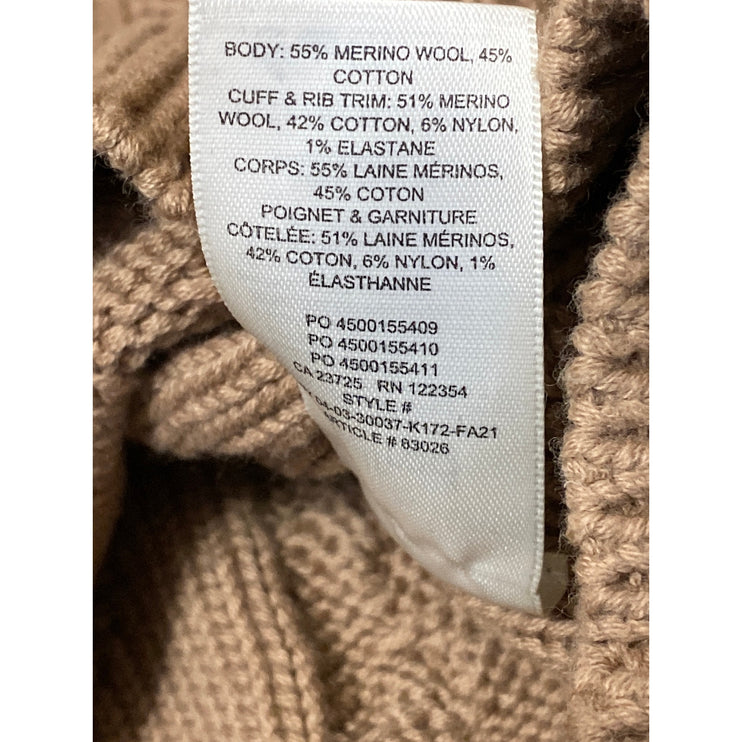 BODY: 55% MERINO WOOL, 45%
COTTON
CUFF & RIB TRIM: 51% MERINO
WOOL, 42% COTTON, 6% NYLON,
1% ELASTANE
CORPS: 55% LAINE MÉRINOS,
45% COTON
POIGNET & GARNITURE
CÔTELÉE: 51% LAINE MÉRINOS,
42% COTON, 6% NYLON, 1%
ÉLASTHANNE
PO 4500155409
PO 4500155410
PO 4500155411
CA 23725 RN 122354
STYLE #
04-03-30037-K172-FA21
ARTICLE # 83026